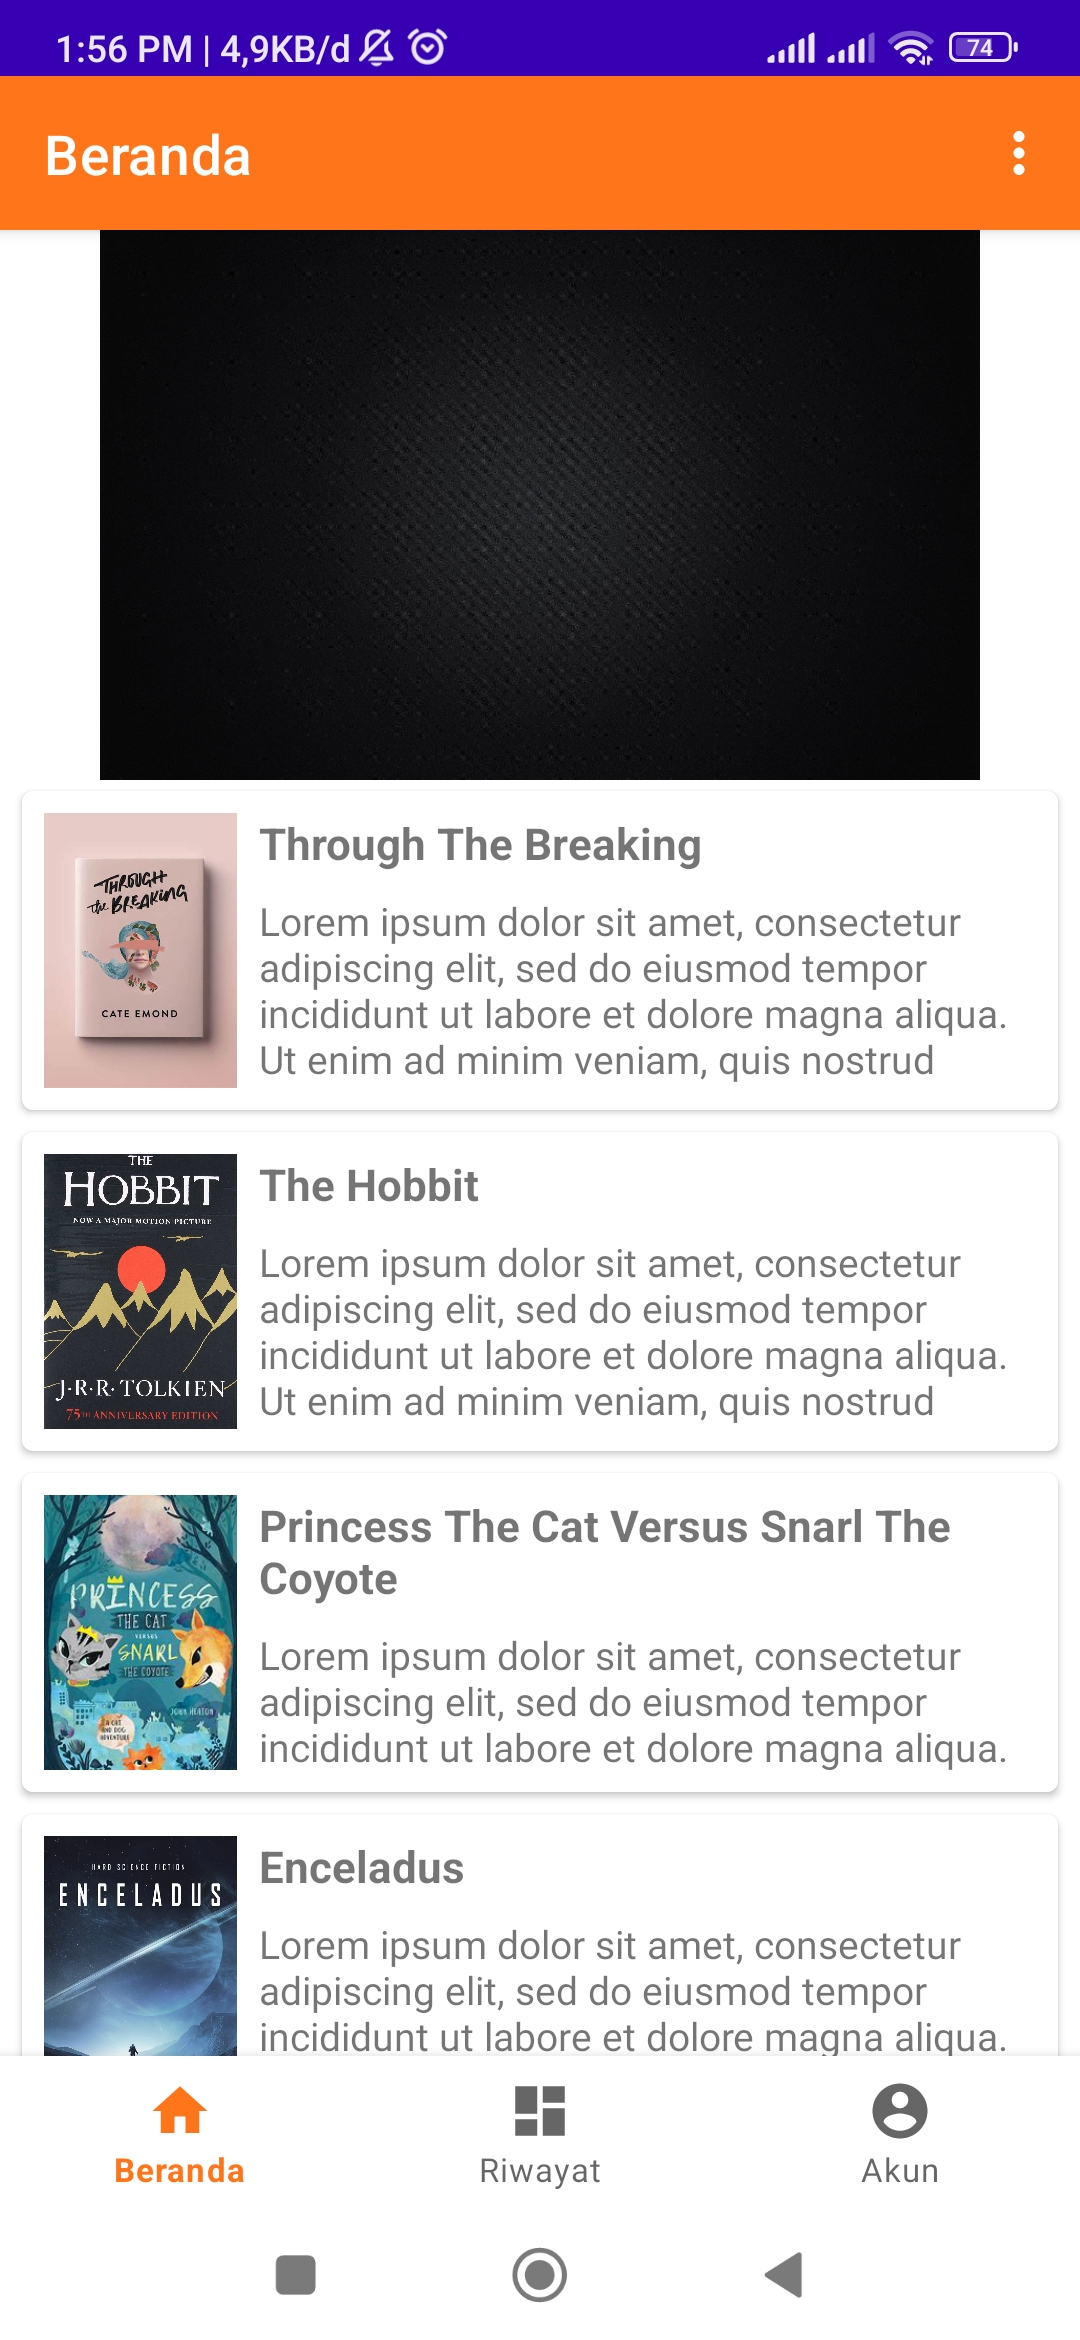 1:56 PM | 4,9KB/d
74
Beranda
THROUGH
the BREAKING
CATE EMOND
Through The Breaking
Lorem ipsum dolor sit amet, consectetur
adipiscing elit, sed do eiusmod tempor
incididunt ut labore et dolore magna aliqua.
Ut enim ad minim veniam, quis nostrud
THE
HOBBIT
NOW A MAJOR MOTION PICTURE
J·R·R·TOLKIEN
75TH ANNIVERSARY EDITION
The Hobbit
Lorem ipsum dolor sit amet, consectetur
adipiscing elit, sed do eiusmod tempor
incididunt ut labore et dolore magna aliqua.
Ut enim ad minim veniam, quis nostrud
PRINCESS
THE CAT
VERSUS
SNARL
THE COYOTE
JOHN HEATON
A CAT
AND DOG
ADVENTURE
Princess The Cat Versus Snarl The
Coyote
Lorem ipsum dolor sit amet, consectetur
adipiscing elit, sed do eiusmod tempor
incididunt ut labore et dolore magna aliqua.
HARD SCIENCE FICTION
ENCELADUS
Enceladus
Lorem ipsum dolor sit amet, consectetur
adipiscing elit, sed do eiusmod tempor
incididunt ut labore et dolore magna aliqua.
Beranda
Riwayat
Akun